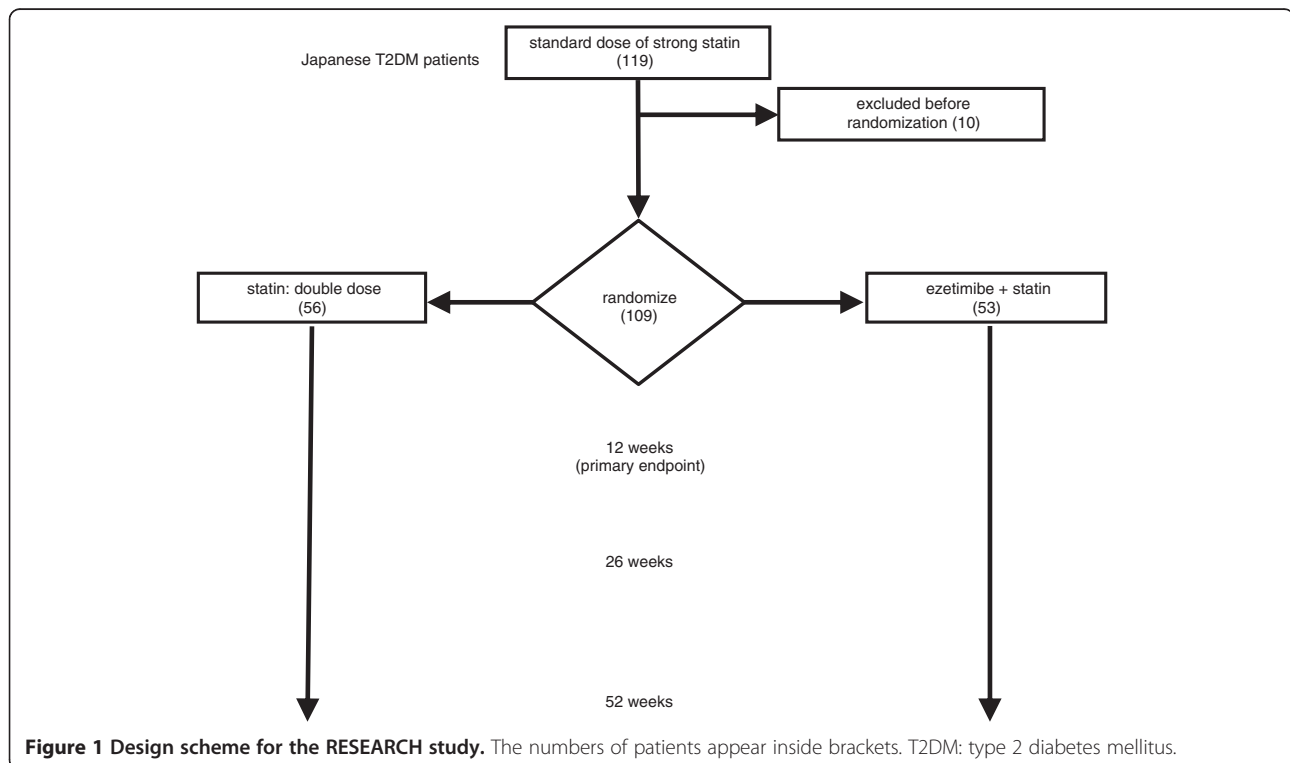 standard dose of strong statin
(119)
Japanese T2DM patients
excluded before
randomization (10)
statin: double dose
(56)
randomize
(109)
ezetimibe + statin
(53)
12 weeks
(primary endpoint)
26 weeks
52 weeks
Figure 1 Design scheme for the RESEARCH study. The numbers of patients appear inside brackets. T2DM: type 2 diabetes mellitus.